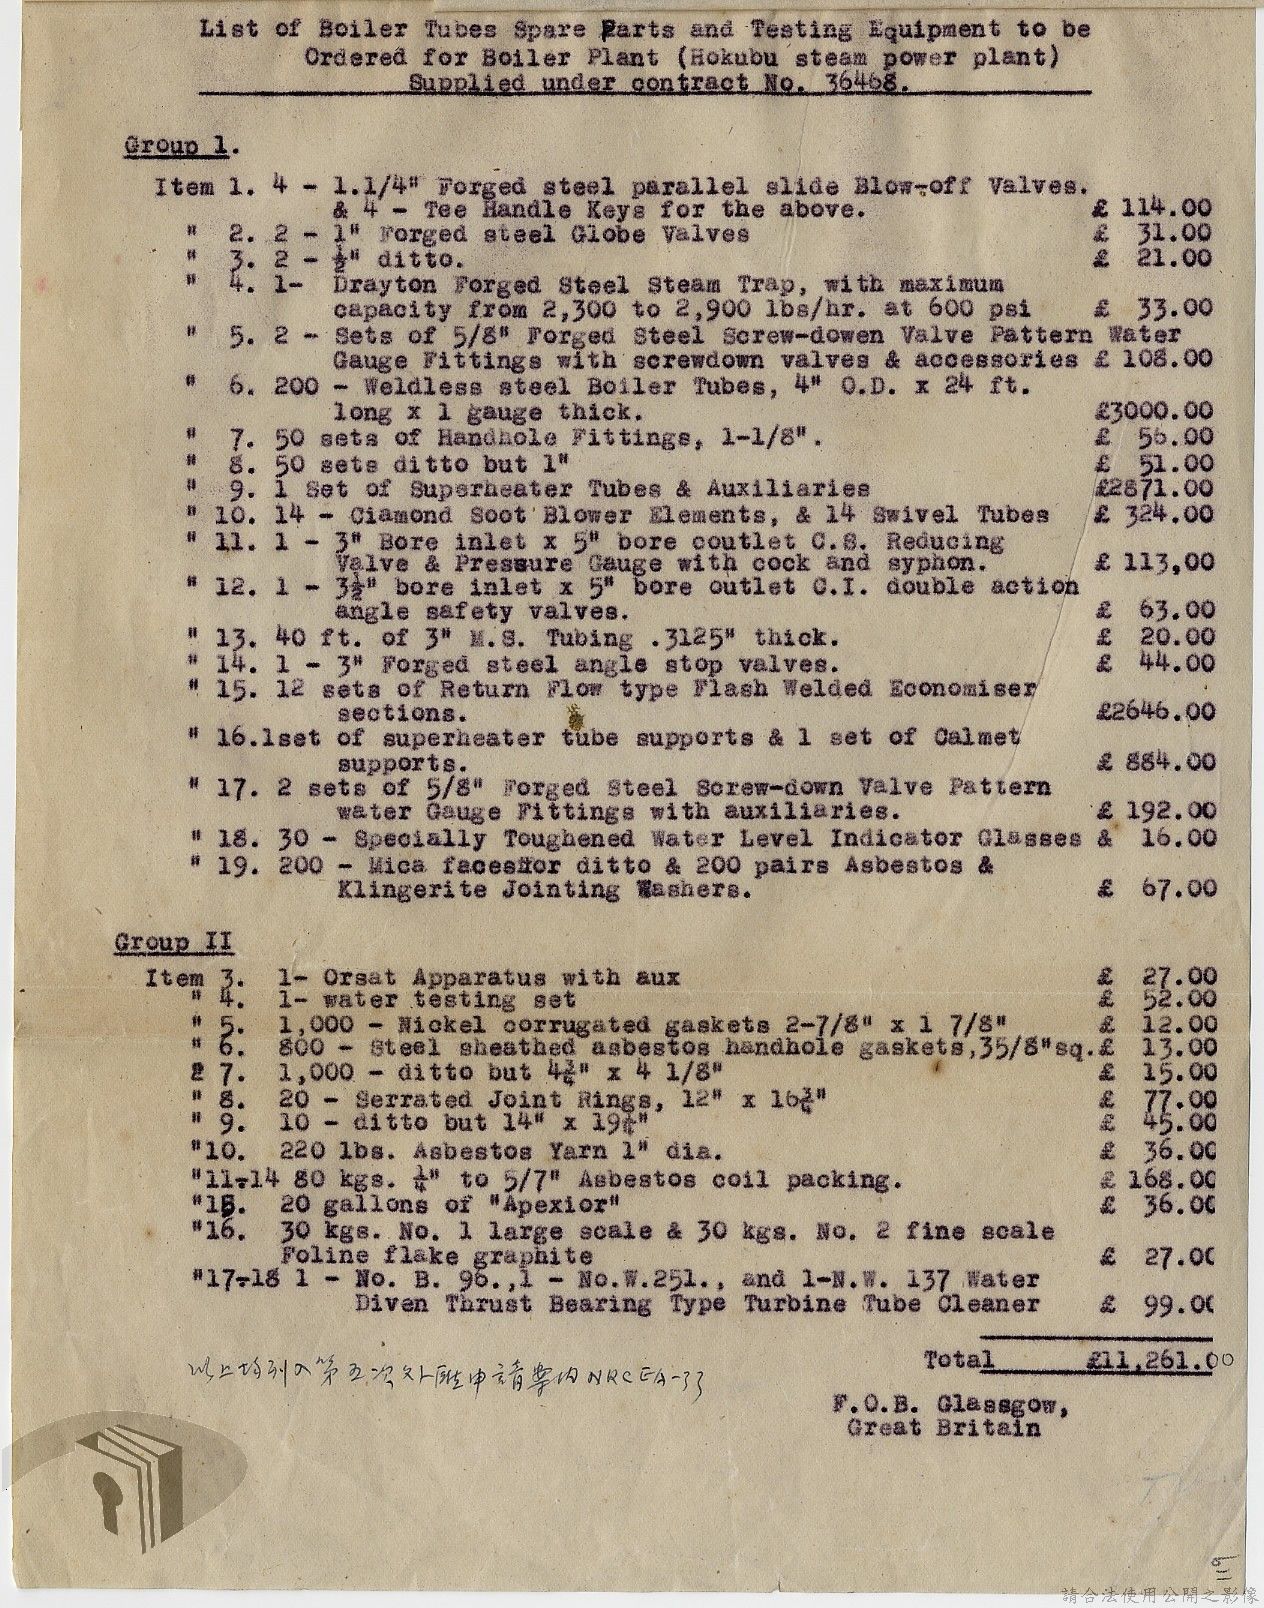 List of Boiler Tubes Spare Parts and Testing Equipment to be
Ordered for Boiler Plant (Hokubu steam power plant)
Supplied under contract No. 36468.
Group 1.
Item 1. 4 - 1.1/4" Forged steel parallel slide Blow-off Valves.
& 4 - Tee Handle Keys for the above. £ 114.00
" 2. 2 - 1" Forged steel Globe Valves £ 31.00
" 3. 2 - ½" ditto. £ 21.00
" 4. 1- Drayton Forged Steel Steam Trap, with maximum
capacity from 2,300 to 2,900 lbs/hr. at 600 psi £ 33.00
" 5. 2 - Sets of 5/8" Forged Steel Screw-dowen Valve Pattern Water
Gauge Fittings with screwdown valves & accessories £ 108.00
" 6. 200 - Weldless steel Boiler Tubes, 4" O.D. x 24 ft.
long x 1 gauge thick. £3000.00
" 7. 50 sets of Handhole Fittings, 1-1/8". £ 56.00
" 8. 50 sets ditto but 1" £ 51.00
" 9. 1 Set of Superheater Tubes & Auxiliaries £2871.00
" 10. 14 - Ciamond Soot Blower Elements, & 14 Swivel Tubes £ 324.00
" 11. 1 - 3" Bore inlet x 5" bore coutlet C.S. Reducing
Valve & Pressure Gauge with cock and syphon. £ 113,00
" 12. 1 - 3½" bore inlet x 5" bore outlet C.I. double action
angle safety valves. £ 63.00
" 13. 40 ft. of 3" M.S. Tubing .3125" thick. £ 20.00
" 14. 1 - 3" Forged steel angle stop valves. £ 44.00
" 15. 12 sets of Return Flow type Flash Welded Economiser
sections. £2646.00
" 16.1set of superheater tube supports & 1 set of Calmet
supports. £ 884.00
" 17. 2 sets of 5/8" Forged Steel Screw-down Valve Pattern
water Gauge Fittings with auxiliaries. £ 192.00
" 18. 30 - Specially Toughened Water Level Indicator Glasses & 16.00
" 19. 200 - Mica faces for ditto & 200 pairs Asbestos &
Klingerite Jointing Washers. £ 67.00
Group II
Item 3. 1- Orsat Apparatus with aux £ 27.00
" 4. 1- water testing set £ 52.00
" 5. 1,000 - Nickel corrugated gaskets 2-7/8" x 1 7/8" £ 12.00
" 6. 800 - Steel sheathed asbestos handhole gaskets,35/8"sq.£ 13.00
2 7. 1,000 - ditto but 4¾" x 4 1/8" £ 15.00
" 8. 20 - Serrated Joint Rings, 12" x 16¾" £ 77.00
" 9. 10 - ditto but 14" x 19¼" £ 45.00
"10. 220 lbs. Asbestos Yarn 1" dia. £ 36.00
"11-14 80 kgs. ¼" to 5/7" Asbestos coil packing. £ 168.00
"15. 20 gallons of "Apexior" £ 36.00
"16. 30 kgs. No. 1 large scale & 30 kgs. No. 2 fine scale
Foline flake graphite £ 27.00
"17-18 1 - No. B. 96.,1 - No.W.251., and 1-N.W. 137 Water
Diven Thrust Bearing Type Turbine Tube Cleaner £ 99.00
Total £11,261.00
以上均列入第五次外匯申請案內 NRCEA-33
F.O.B. Glassgow,
Great Britain
請合法使用公開之影像